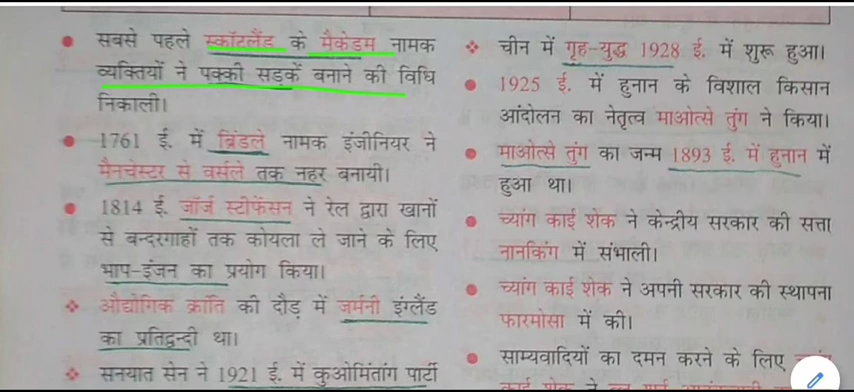 सबसे पहले स्कॉटलैंड के मैकेडम नामक
व्यक्तियों ने पक्की सड़कें बनाने की विधि
निकाली।
1761 ई. में ब्रिंडले नामक इंजीनियर ने
मैनचेस्टर से वर्सले तक नहर बनायी।
1814 ई. जॉर्ज स्टीफेंसन ने रेल द्वारा खानों
से बन्दरगाहों तक कोयला ले जाने के लिए
भाप-इंजन का प्रयोग किया।
औद्योगिक क्रांति की दौड़ में जर्मनी इंग्लैंड
का प्रतिद्वन्दी था।
सनयात सेन ने 1921 ई. में कुओमितांग पार्टी
चीन में गृह-युद्ध 1928 ई. में शुरू हुआ।
1925 ई. में हुनान के विशाल किसान
आंदोलन का नेतृत्व माओत्से तुंग ने किया।
माओत्से तुंग का जन्म 1893 ई. में हुनान में
हुआ था।
च्यांग काई शेक ने केन्द्रीय सरकार की सत्ता
नानकिंग में संभाली।
च्यांग काई शेक ने अपनी सरकार की स्थापना
फारमोसा में की।
साम्यवादियों का दमन करने के लिए